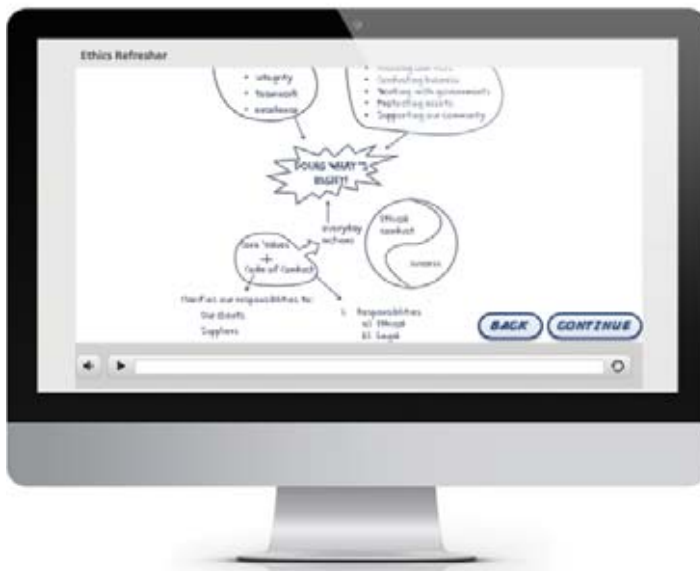 Ethics Refresher
• integrity
• teamwork
• excellence
• Conducting business
• Working with governments
• Protecting assets
• Supporting our community
DOING WHAT'S
RIGHT!
everyday
actions
Ethical
conduct
success
Core Values
+
Code of Conduct
Clarifies our responsibilities to:
Our clients
Suppliers
1. Responsibilities
a) Ethical
b) Legal
BACK
CONTINUE